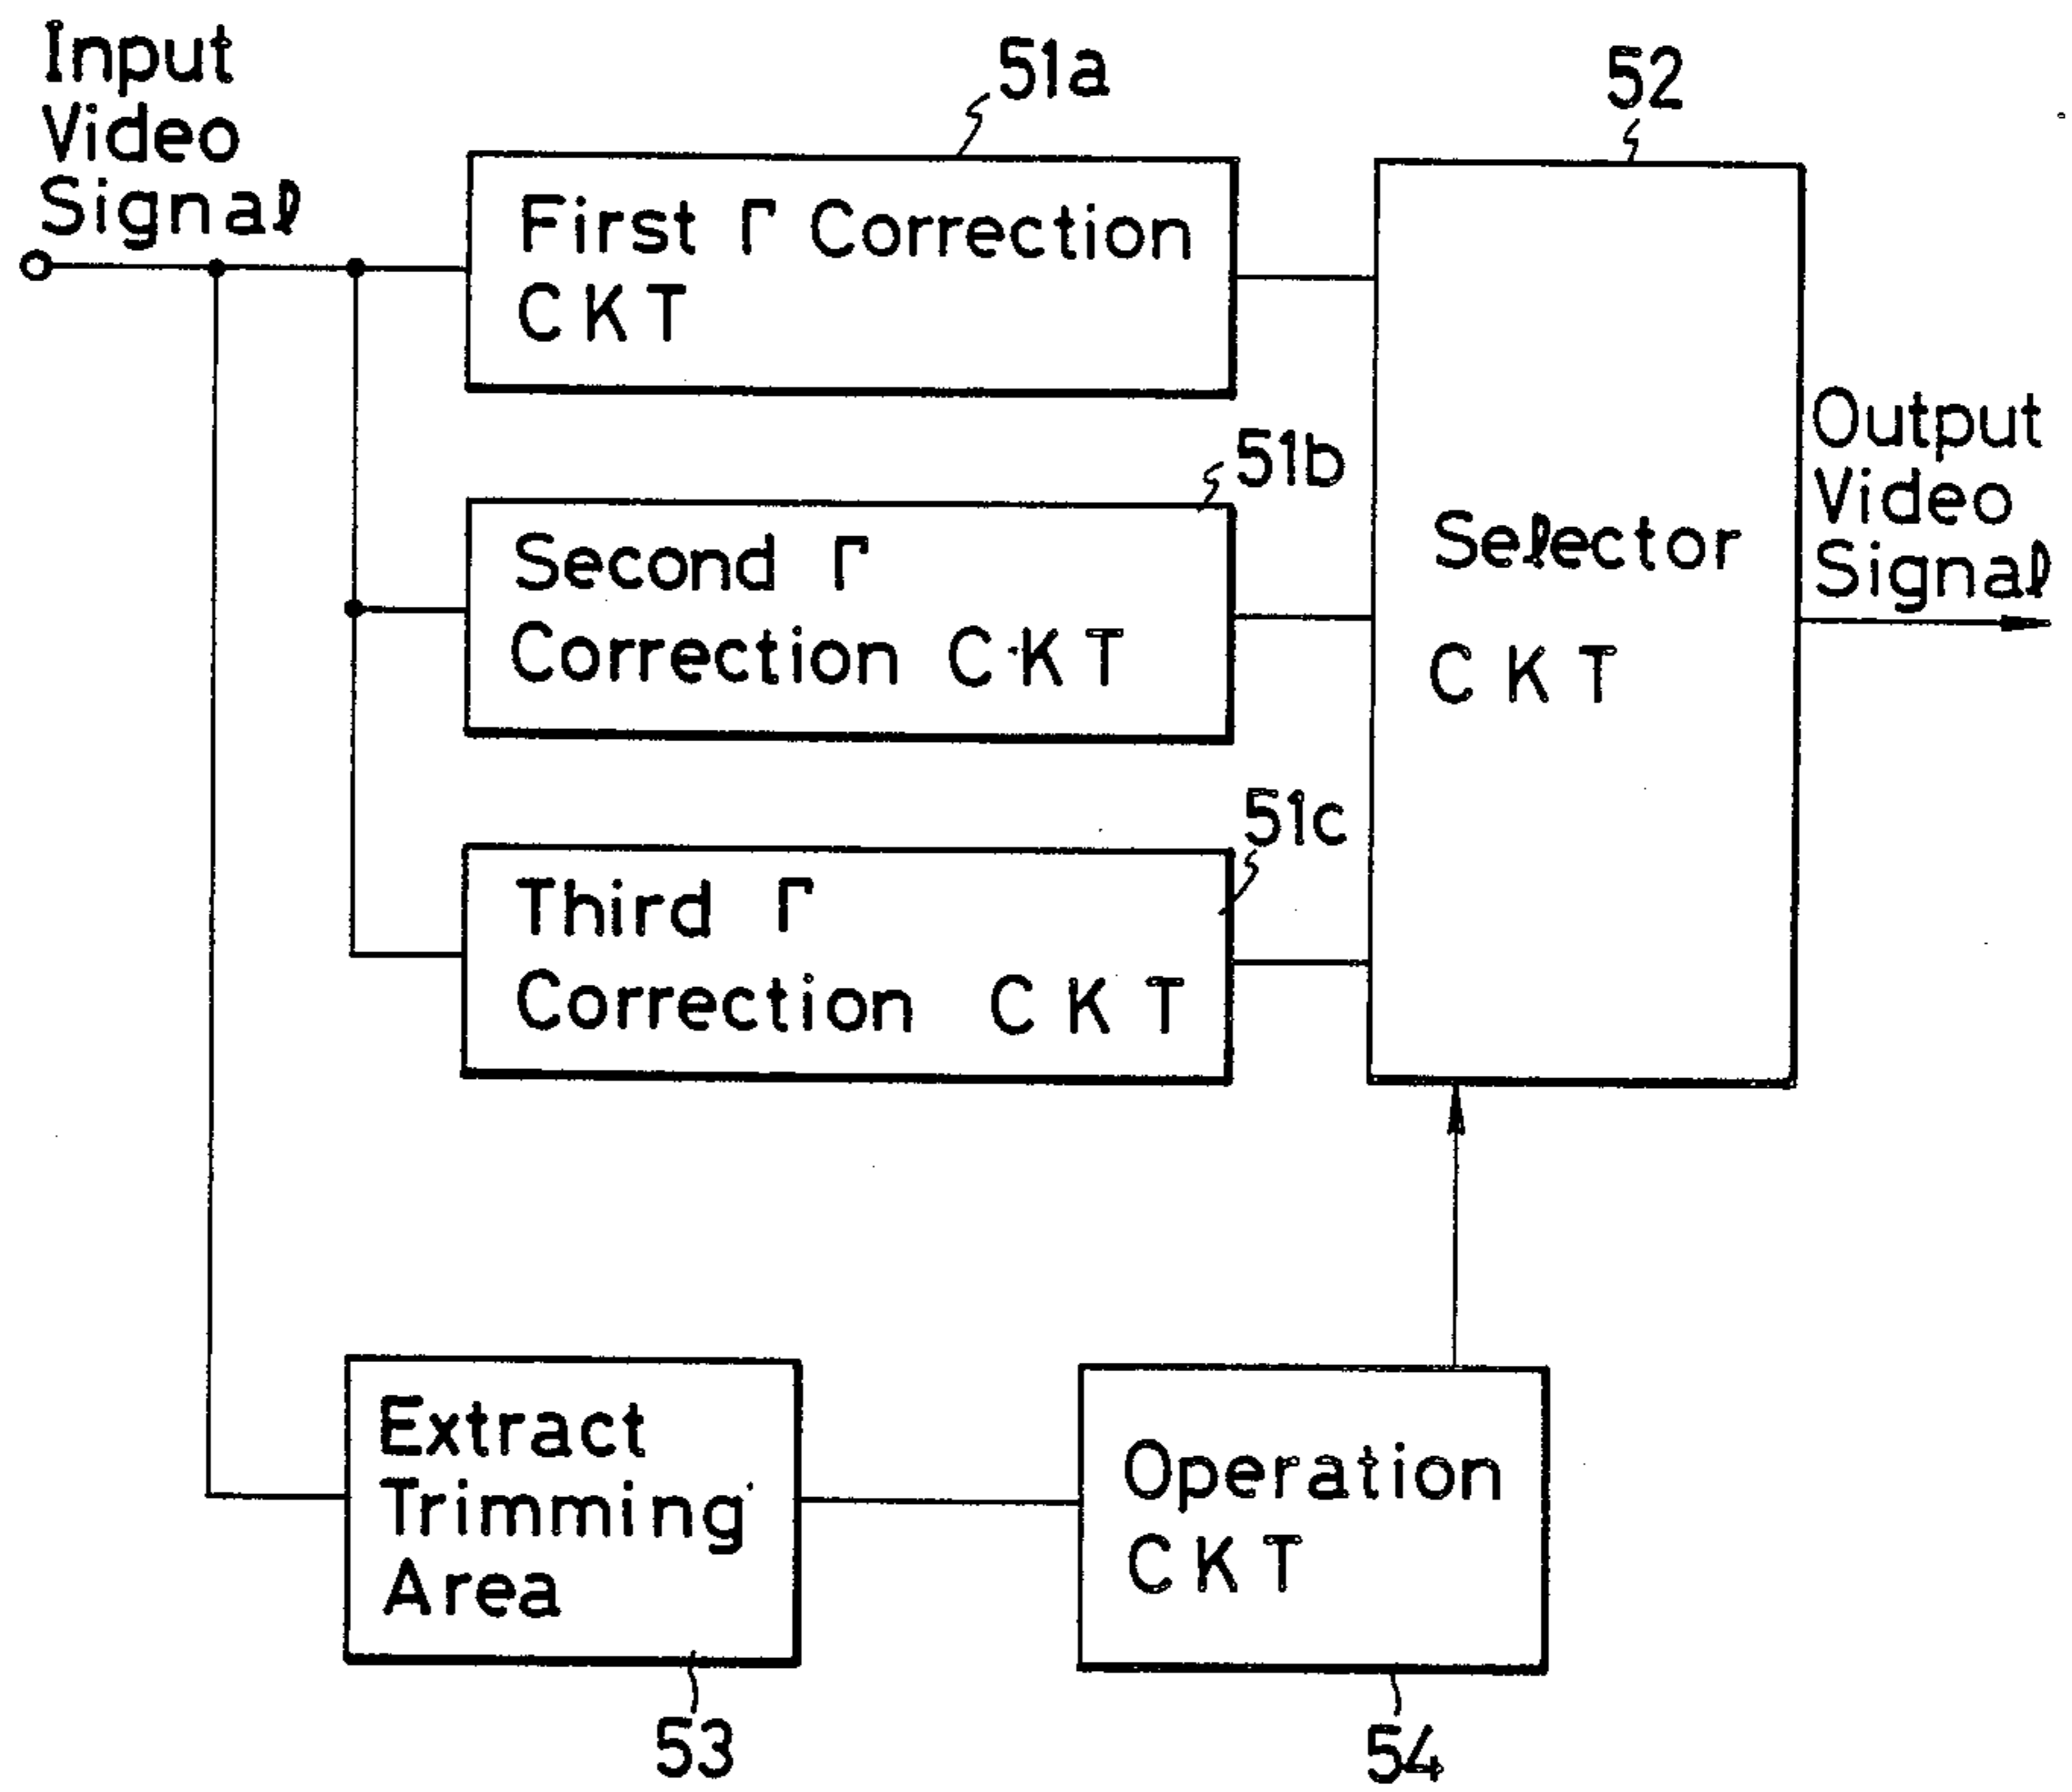 Input
Video
Signal
51a
52
First Γ Correction
CKT
51b
Second Γ
Correction CKT
Selector
CKT
Output
Video
Signal
51c
Third Γ
Correction CKT
Extract
Trimming
Area
Operation
CKT
53
54